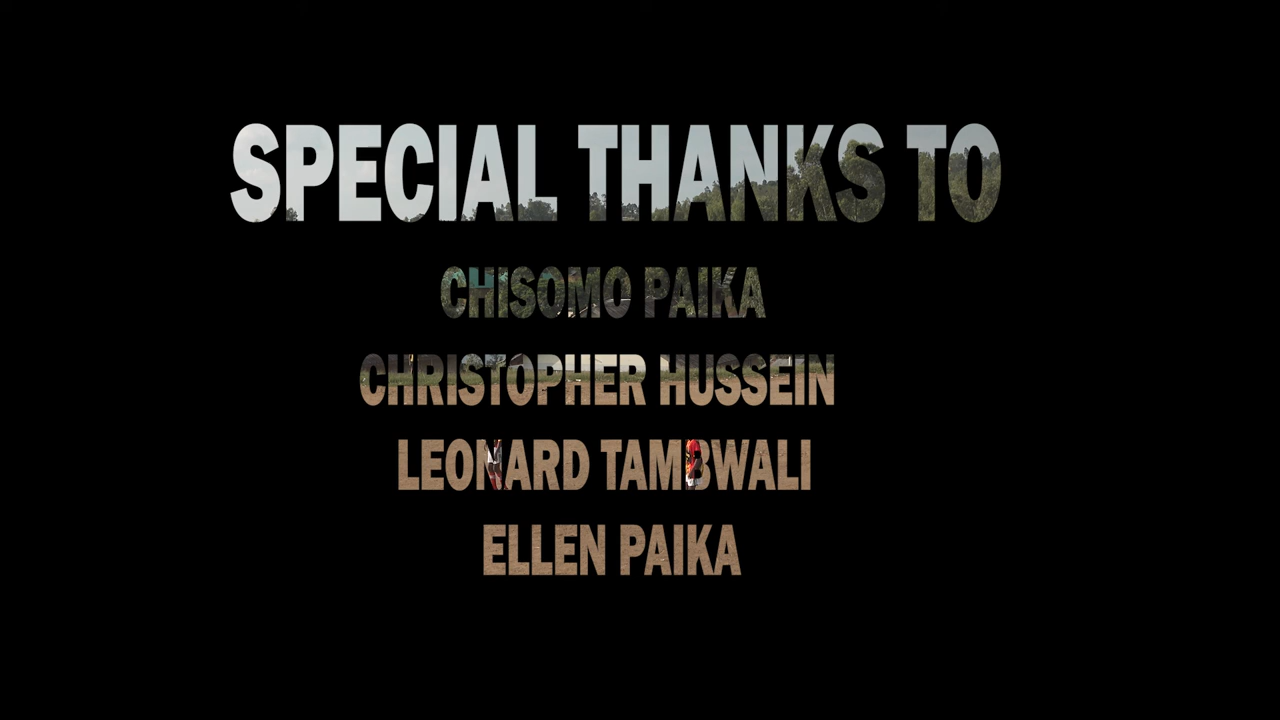 SPECIAL THANKS TO
CHISOMO PAIKA
CHRISTOPHER HUSSEIN
LEONARD TAMBWALI
ELLEN PAIKA